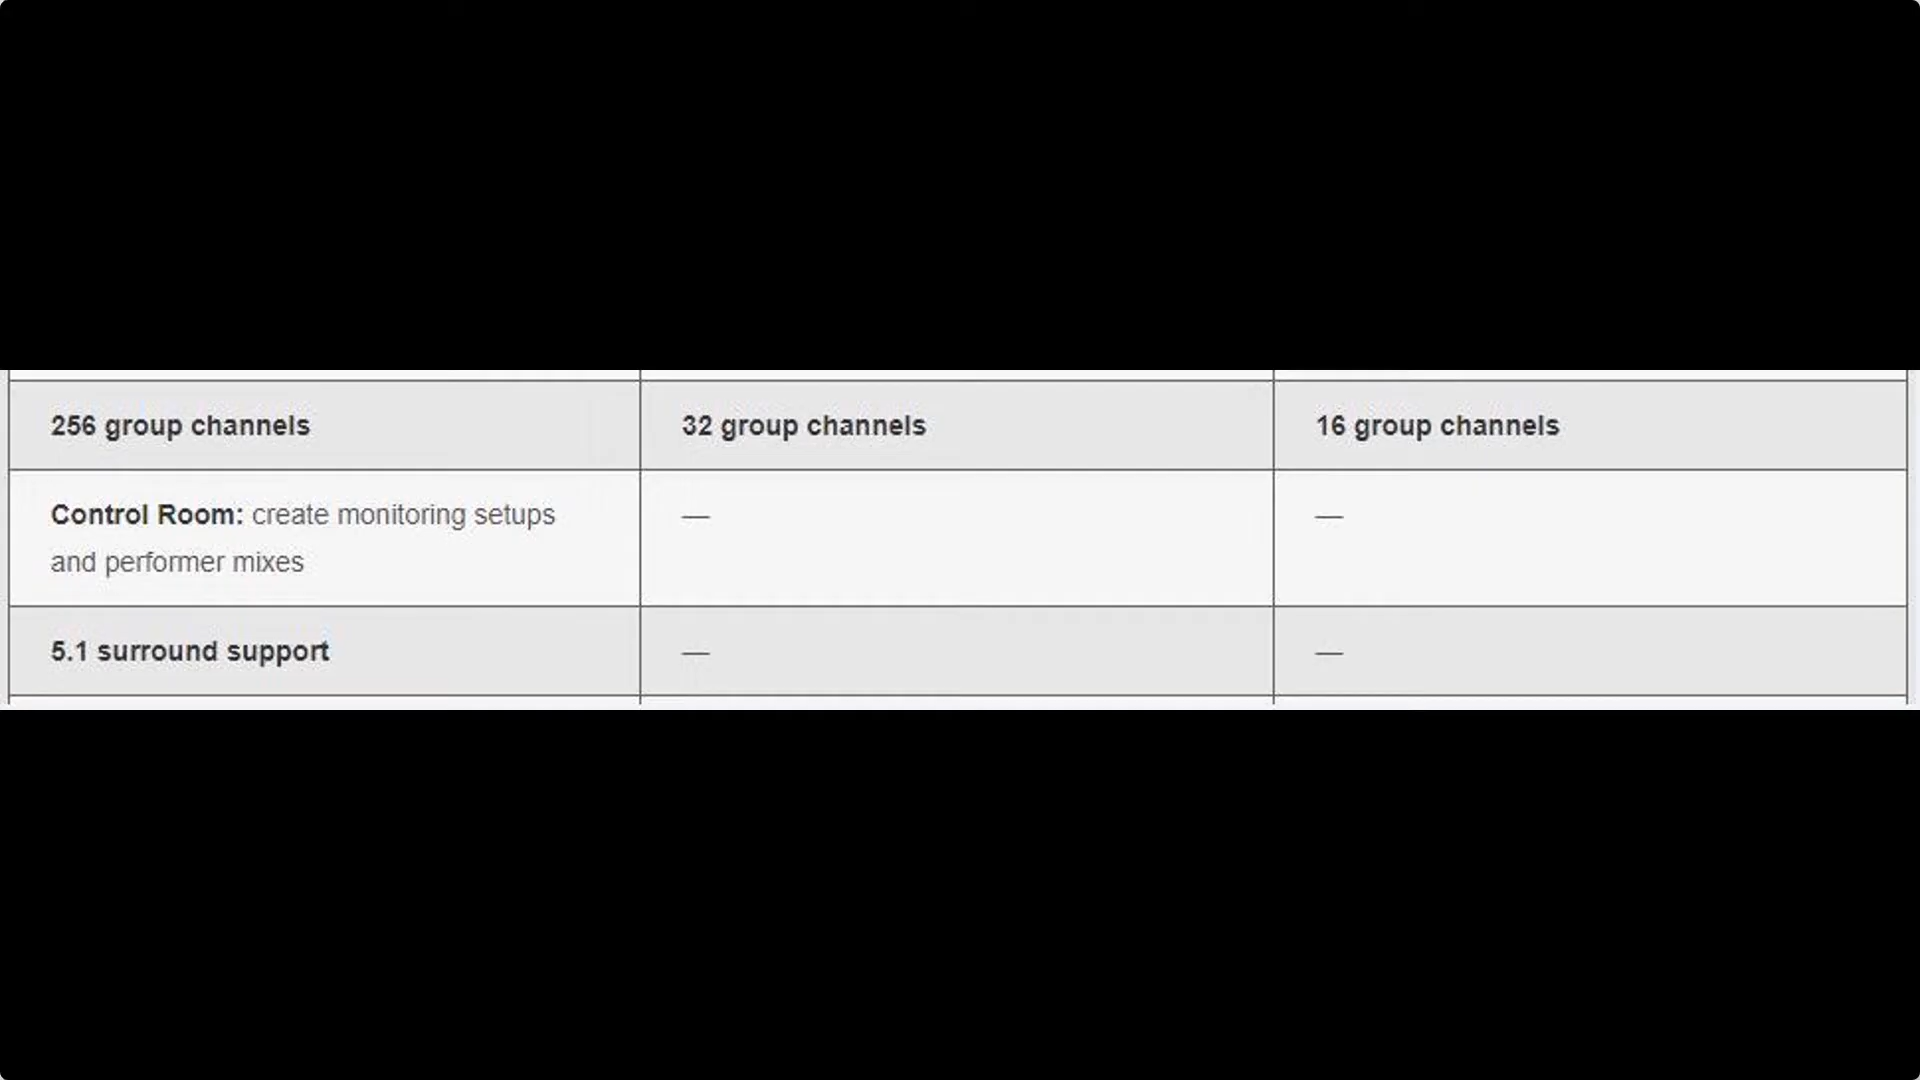 256 group channels
32 group channels
16 group channels
Control Room: create monitoring setups
and performer mixes
—
—
5.1 surround support
—
—